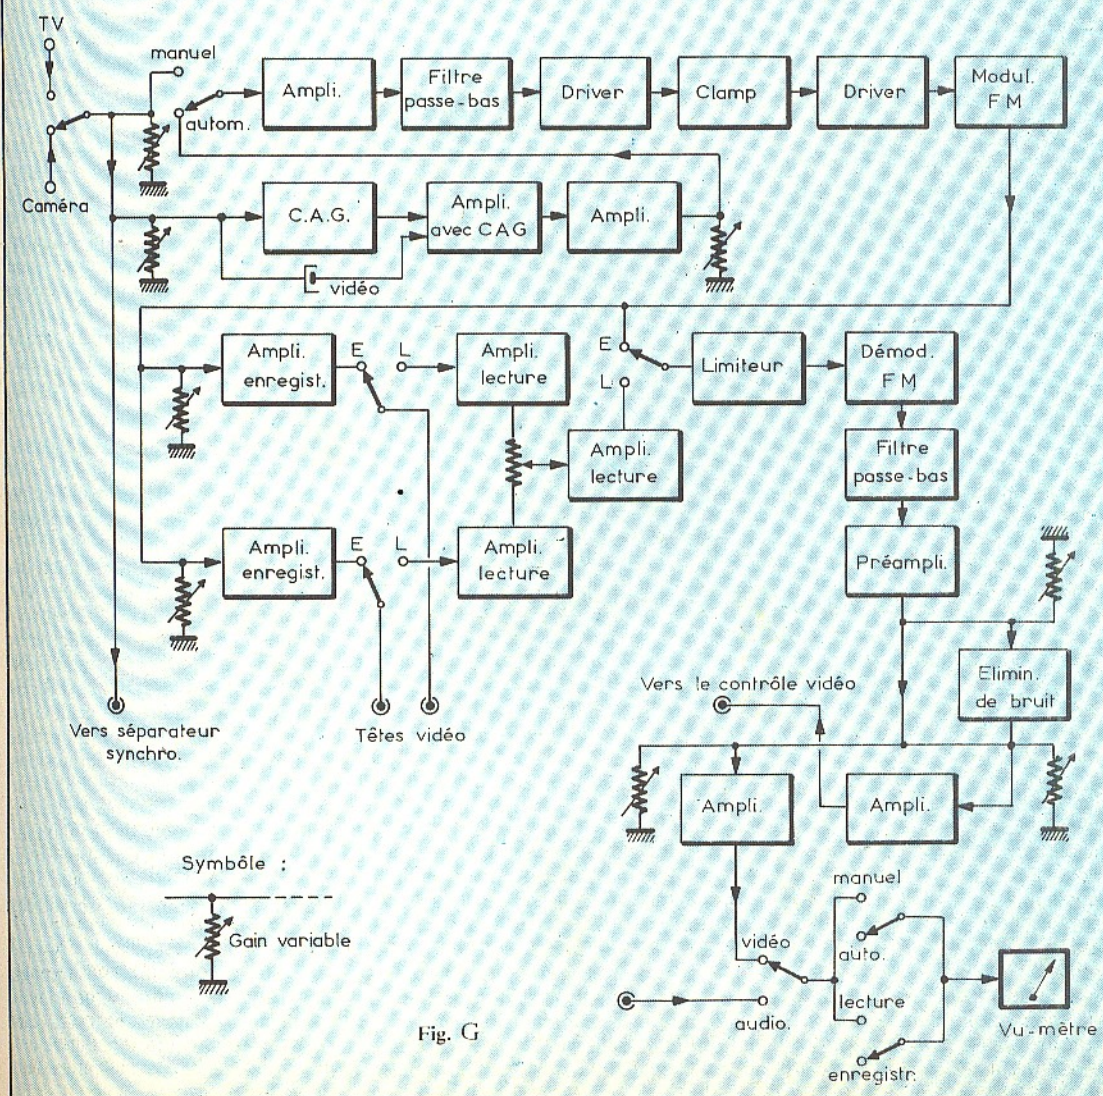 TV
manuel
Ampli.
Filtre
passe-bas
Driver
Clamp
Driver
Modul.
FM
autom.
Caméra
C.A.G.
Ampli.
avec CAG
Ampli.
vidéo
Ampli.
enregist.
E
L
Ampli.
lecture
E
L
Limiteur
Démod.
FM
Ampli.
lecture
Filtre
passe-bas
Ampli.
enregist.
E
L
Ampli.
lecture
Préampli.
Elimin.
de bruit
Vers le contrôle vidéo
Vers séparateur
synchro.
Têtes vidéo
Ampli.
Ampli.
Symbôle :
Gain variable
manuel
vidéo
auto.
lecture
audio.
Vu-mètre
enregistr.
Fig. G